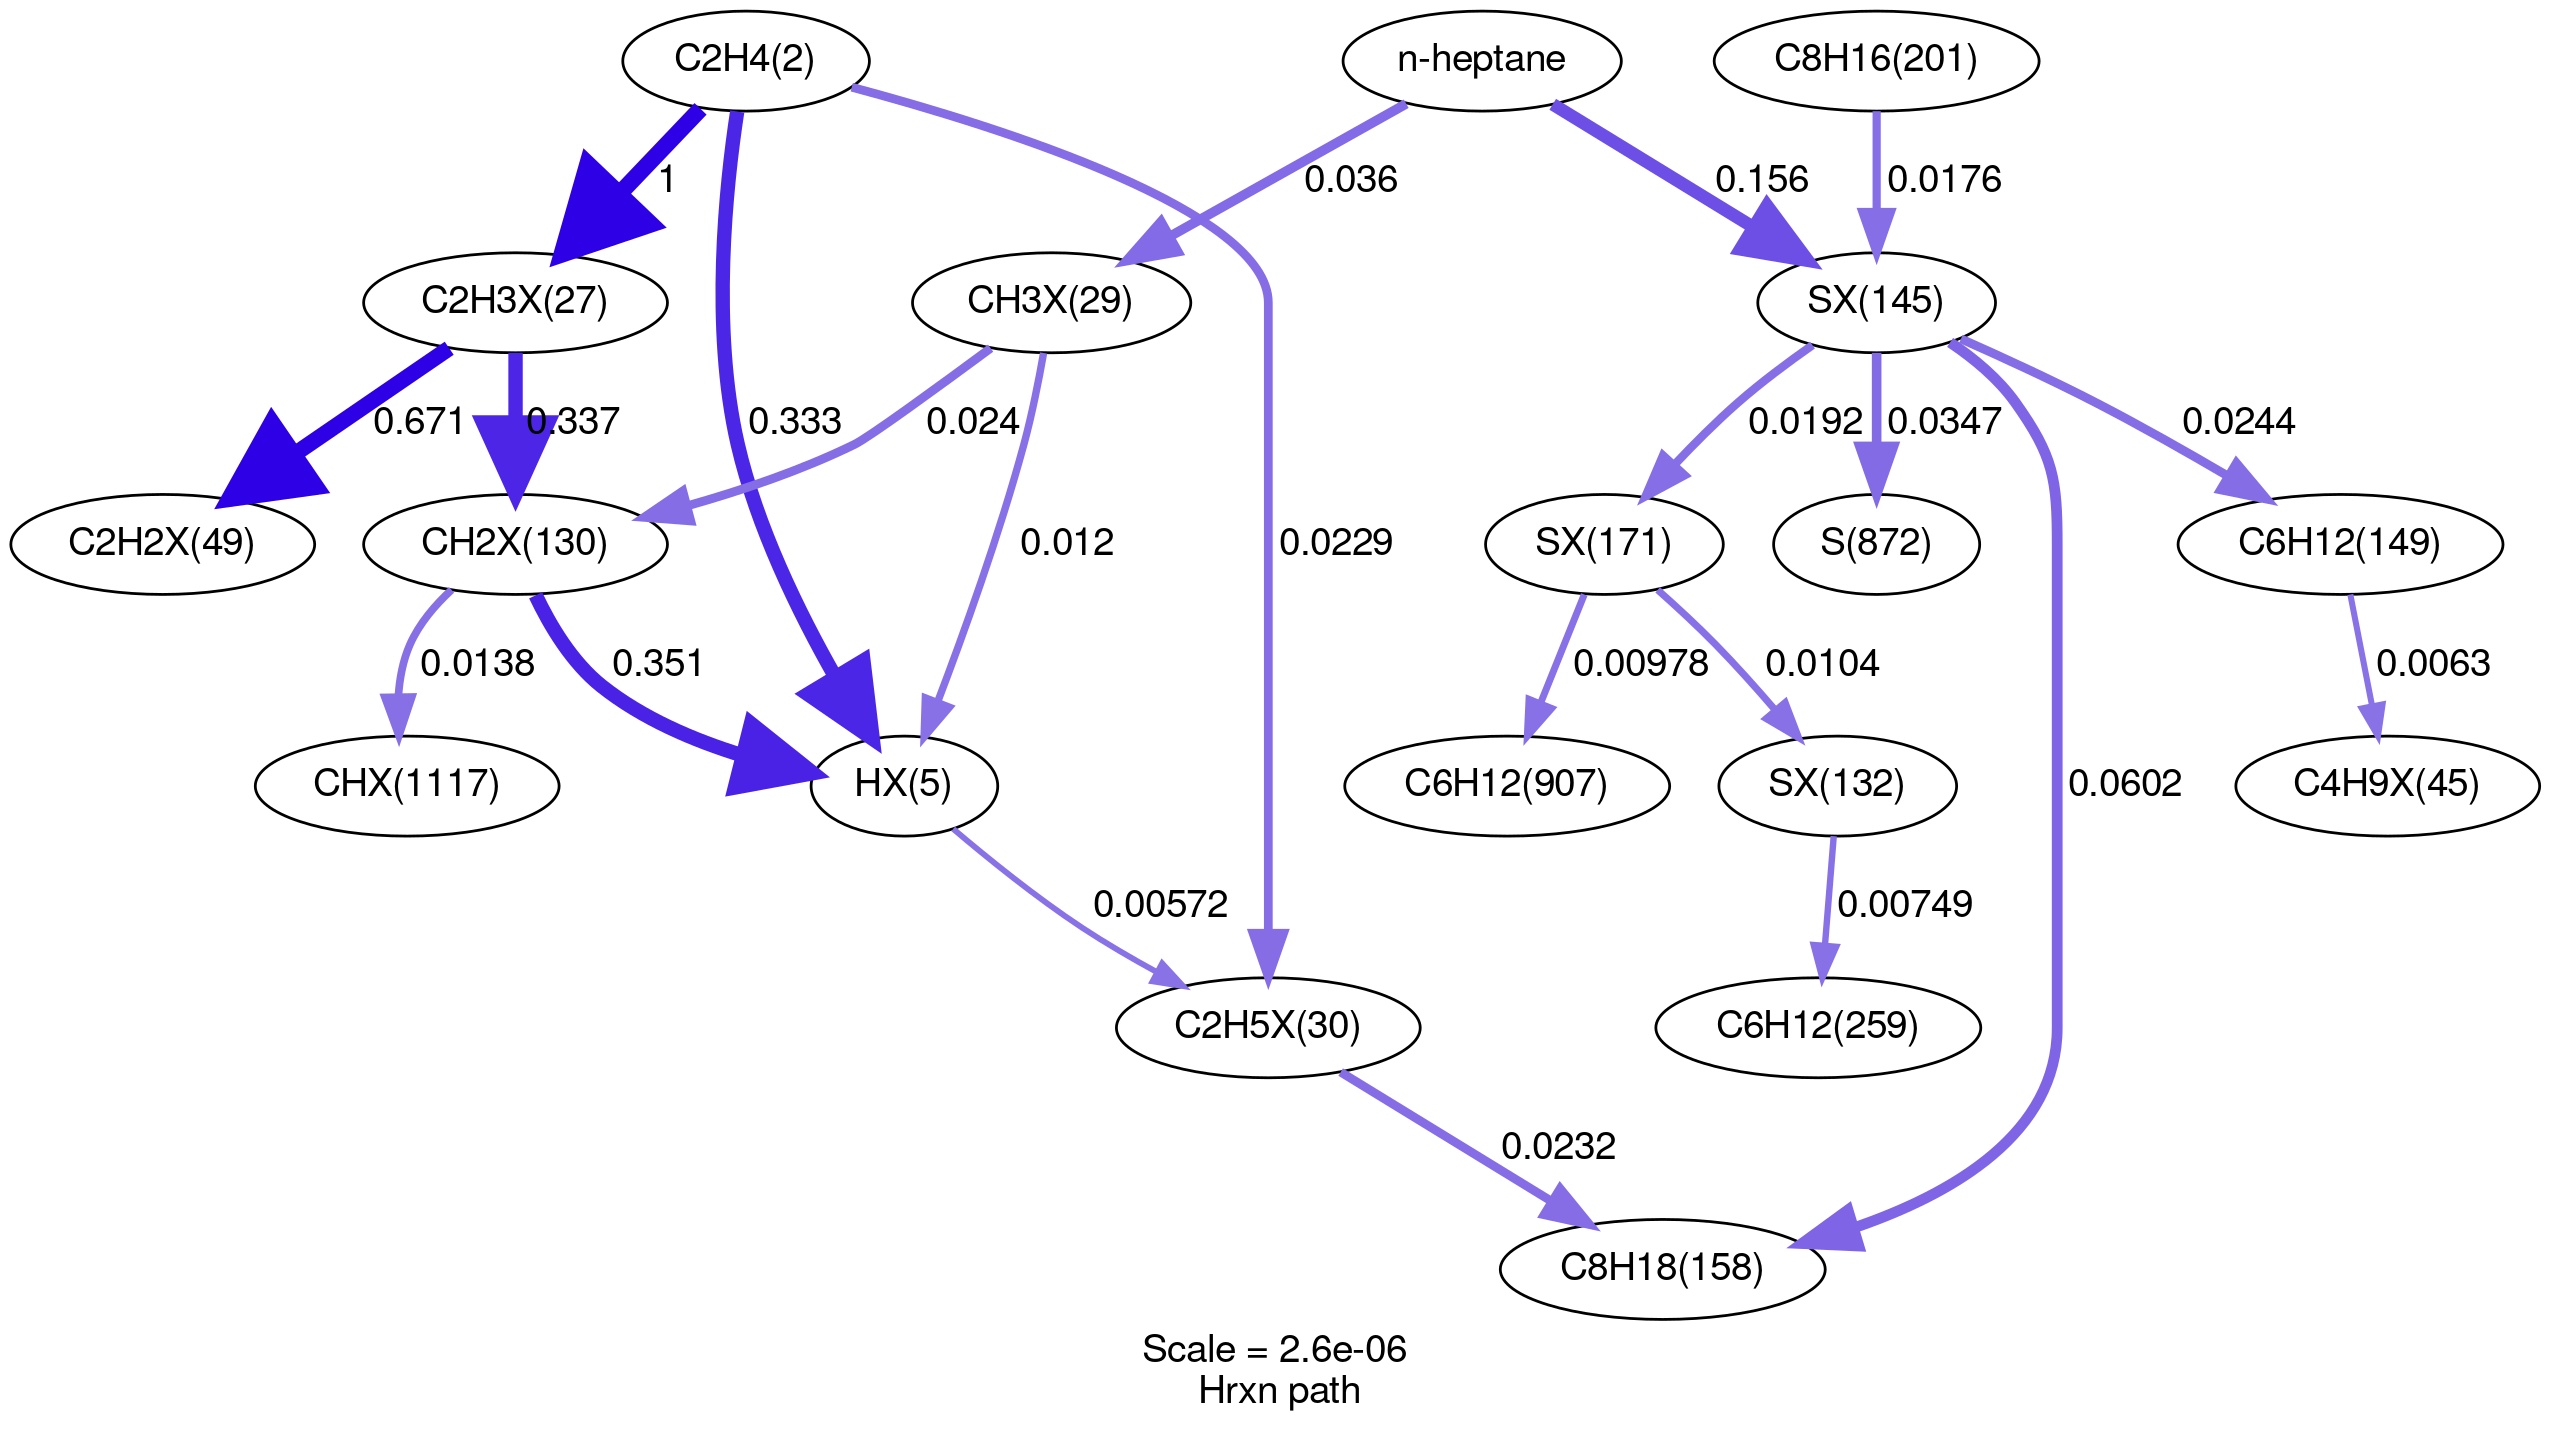 C2H4(2)
n-heptane
C8H16(201)
1
0.036
0.156
0.0176
C2H3X(27)
CH3X(29)
SX(145)
0.671
0.337
0.333
0.024
0.0192
0.0347
0.0244
C2H2X(49)
CH2X(130)
0.012
0.0229
SX(171)
S(872)
C6H12(149)
0.0138
0.351
0.00978
0.0104
0.0063
CHX(1117)
HX(5)
C6H12(907)
SX(132)
0.0602
C4H9X(45)
0.00572
0.00749
C2H5X(30)
C6H12(259)
0.0232
C8H18(158)
Scale = 2.6e-06
Hrxn path